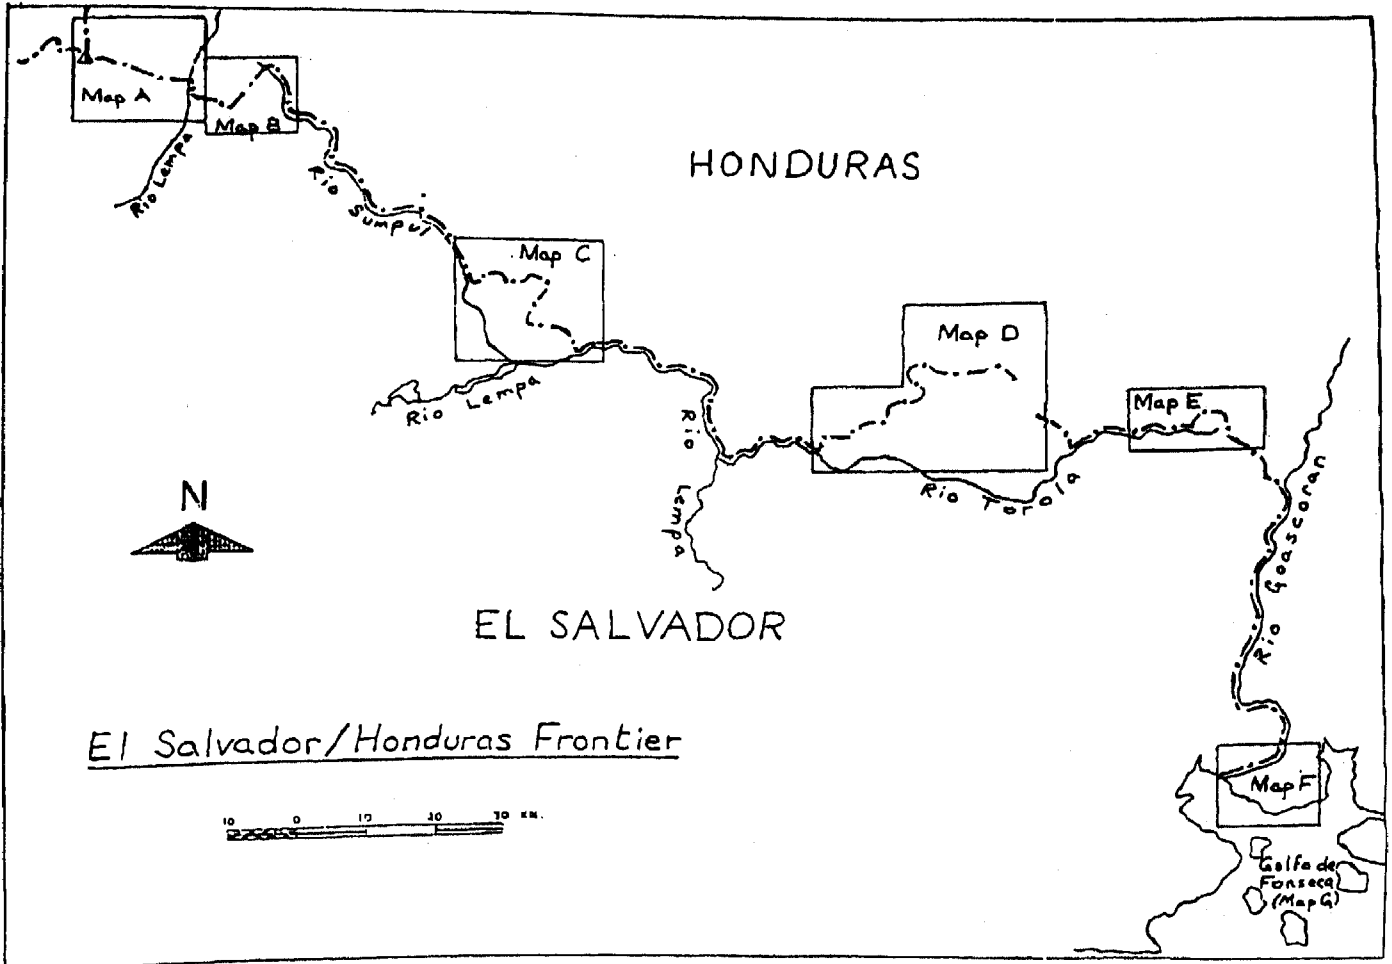 Map A
Map B
Rio Lempa
HONDURAS
Rio Sumpul
Map C
Rio Lempa
Map D
Map E
Rio Lempa
Rio Torola
Rio Goascoran
N
EL SALVADOR
El Salvador/Honduras Frontier
10 0 10 20 30 KM.
Map F
Golfo de
Fonseca
(Map G)